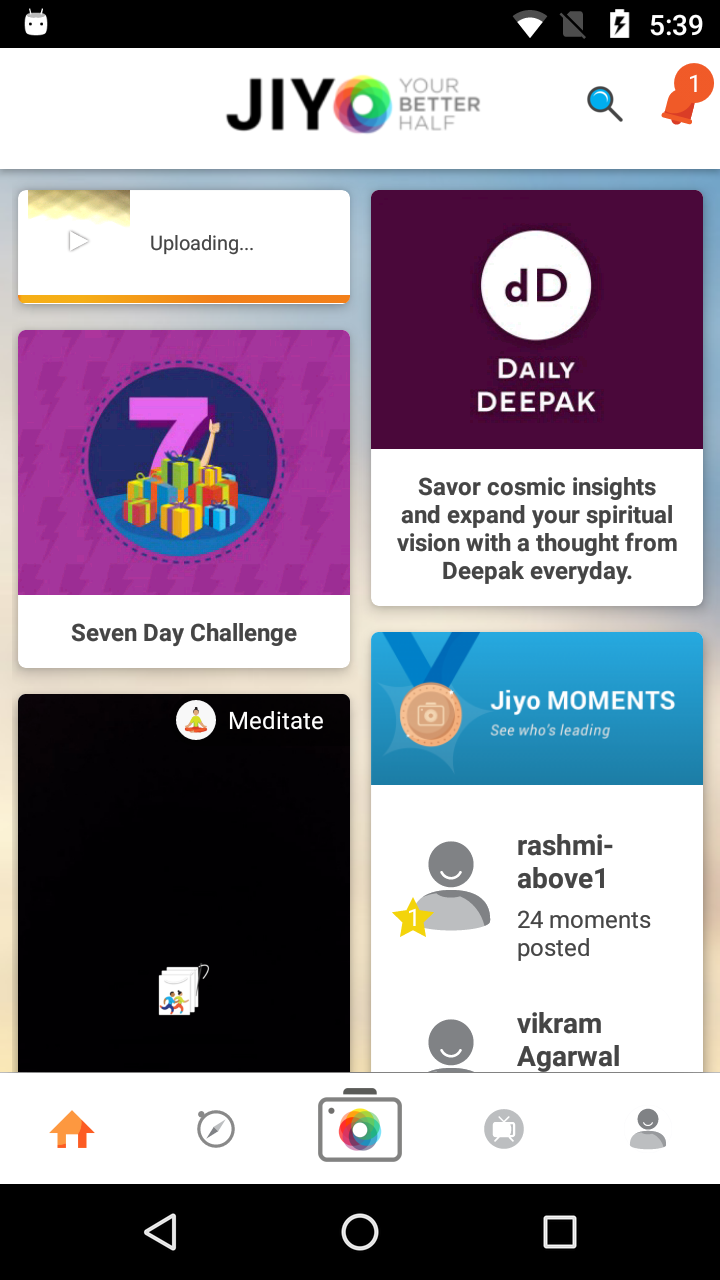 5:39
JIYO
YOUR
BETTER
HALF
1
Uploading...
7
Seven Day Challenge
Meditate
dD
DAILY
DEEPAK
Savor cosmic insights
and expand your spiritual
vision with a thought from
Deepak everyday.
Jiyo MOMENTS
See who's leading
1
rashmi-
above1
24 moments
posted
vikram
Agarwal